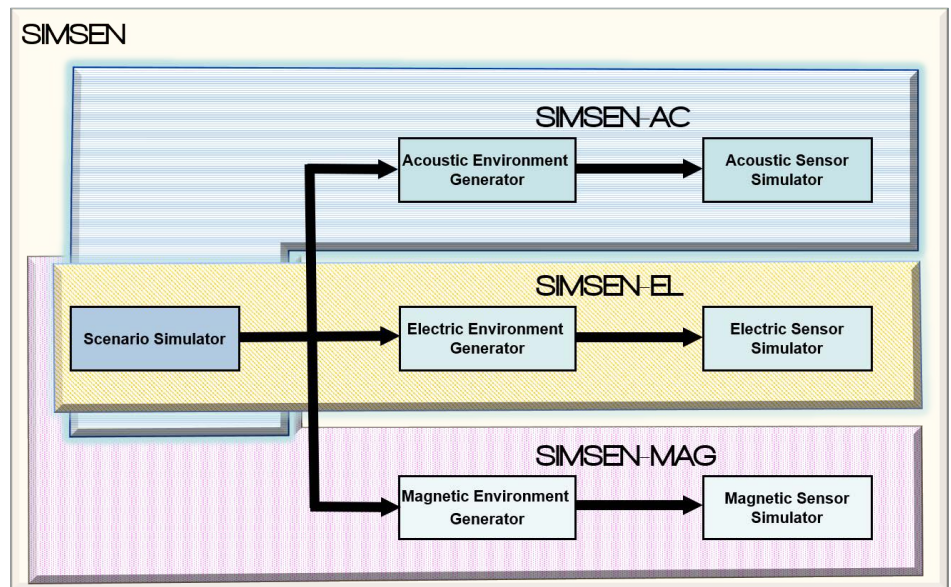 SIMSEN
SIMSEN-AC
Acoustic Environment
Generator
Acoustic Sensor
Simulator
SIMSEN-EL
Scenario Simulator
Electric Environment
Generator
Electric Sensor
Simulator
SIMSEN-MAG
Magnetic Environment
Generator
Magnetic Sensor
Simulator